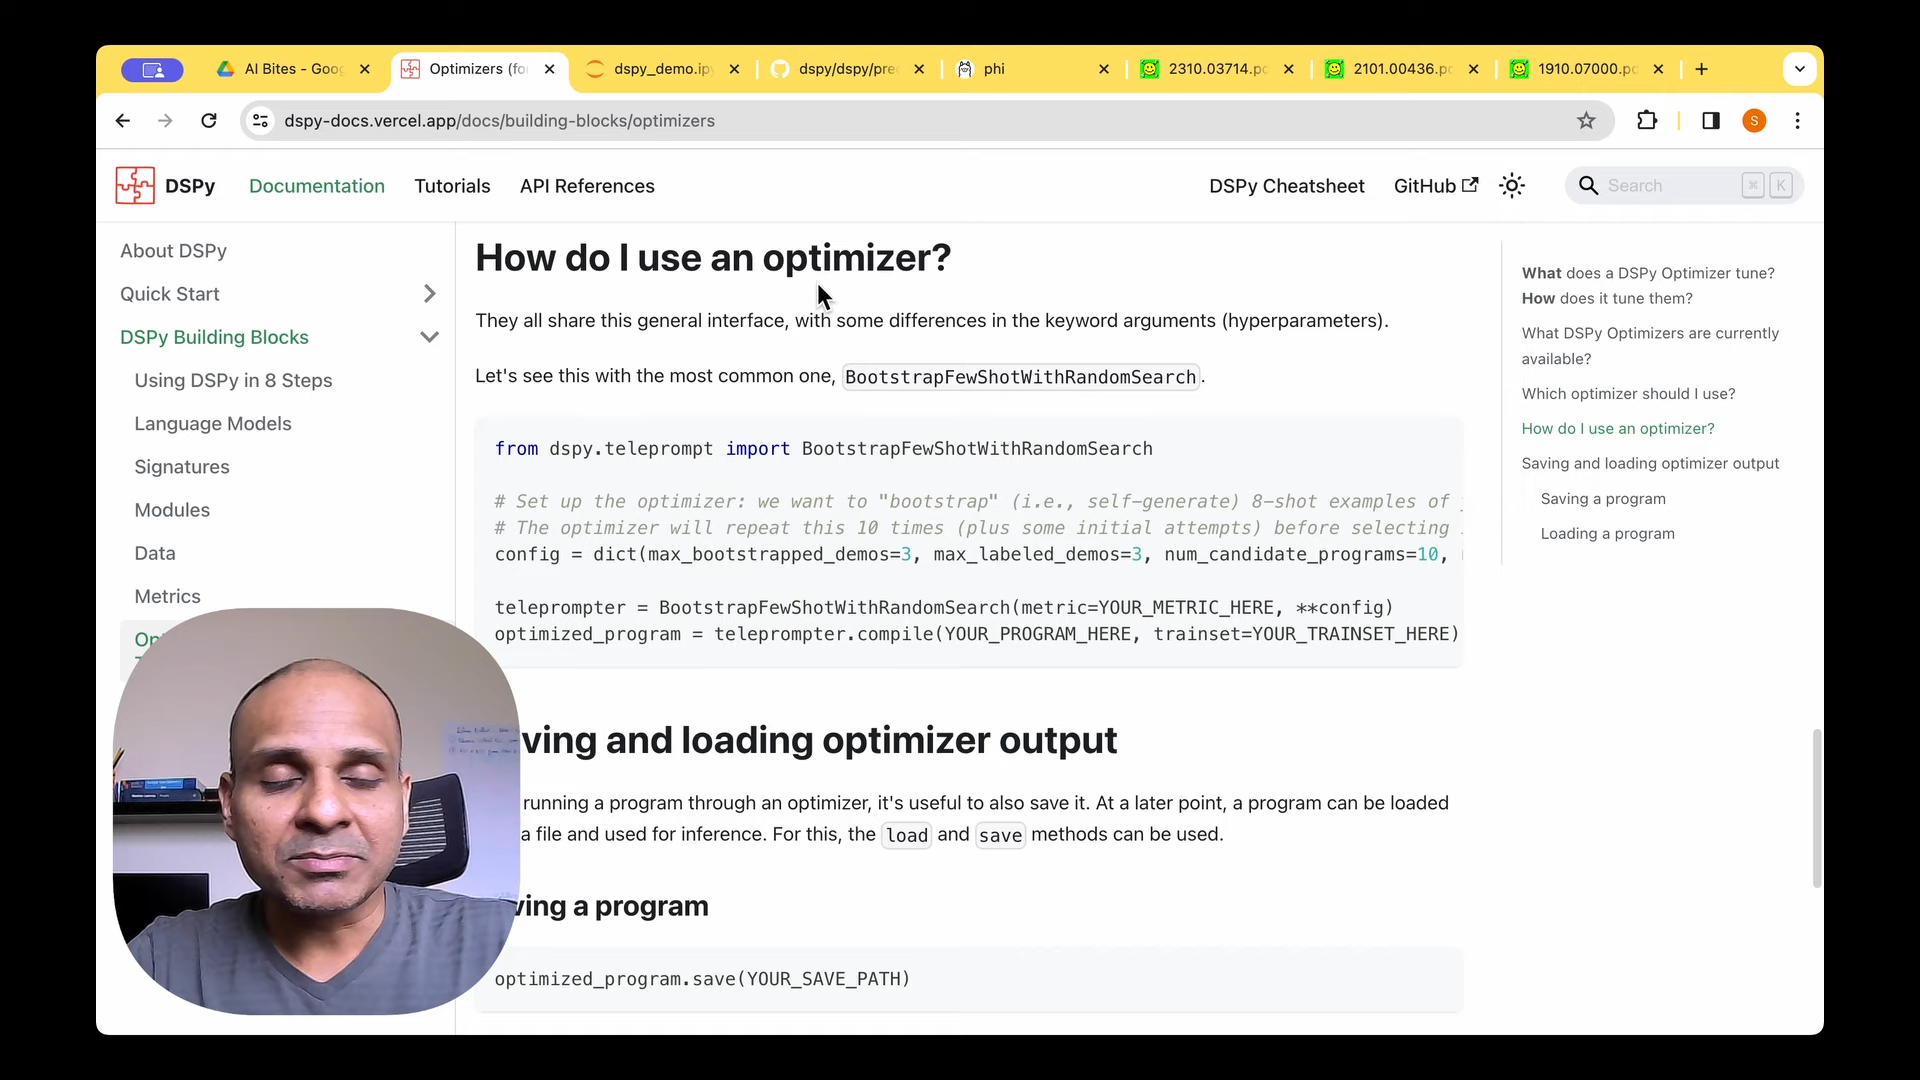 AI Bites - Goo
Optimizers (fo
dspy_demo.ipy
dspy/dspy/pre
phi
2310.03714.pd
2101.00436.pd
1910.07000.pd
dspy-docs.vercel.app/docs/building-blocks/optimizers
S
DSPy
Documentation
Tutorials
API References
DSPy Cheatsheet
GitHub
Search
⌘
K
About DSPy
Quick Start
DSPy Building Blocks
Using DSPy in 8 Steps
Language Models
Signatures
Modules
Data
Metrics
Op
How do I use an optimizer?
They all share this general interface, with some differences in the keyword arguments (hyperparameters).
Let's see this with the most common one, BootstrapFewShotWithRandomSearch.
from dspy.teleprompt import BootstrapFewShotWithRandomSearch
# Set up the optimizer: we want to "bootstrap" (i.e., self-generate) 8-shot examples of
# The optimizer will repeat this 10 times (plus some initial attempts) before selecting
config = dict(max_bootstrapped_demos=3, max_labeled_demos=3, num_candidate_programs=10,
teleprompter = BootstrapFewShotWithRandomSearch(metric=YOUR_METRIC_HERE, **config)
optimized_program = teleprompter.compile(YOUR_PROGRAM_HERE, trainset=YOUR_TRAINSET_HERE)
ving and loading optimizer output
running a program through an optimizer, it's useful to also save it. At a later point, a program can be loaded
a file and used for inference. For this, the load and save methods can be used.
ving a program
optimized_program.save(YOUR_SAVE_PATH)
What does a DSPy Optimizer tune?
How does it tune them?
What DSPy Optimizers are currently
available?
Which optimizer should I use?
How do I use an optimizer?
Saving and loading optimizer output
Saving a program
Loading a program